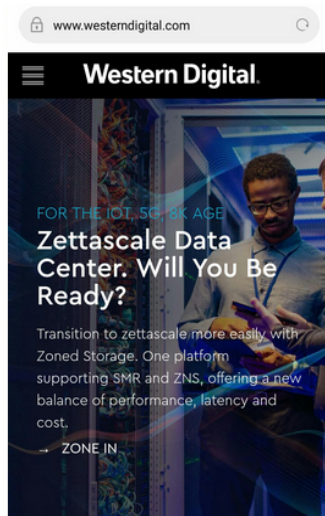 www.westerndigital.com
Western Digital.
FOR THE IOT, 5G, 8K AGE
Zettascale Data
Center. Will You Be
Ready?
Transition to zettascale more easily with
Zoned Storage. One platform
supporting SMR and ZNS, offering a new
balance of performance, latency and
cost.
→ ZONE IN